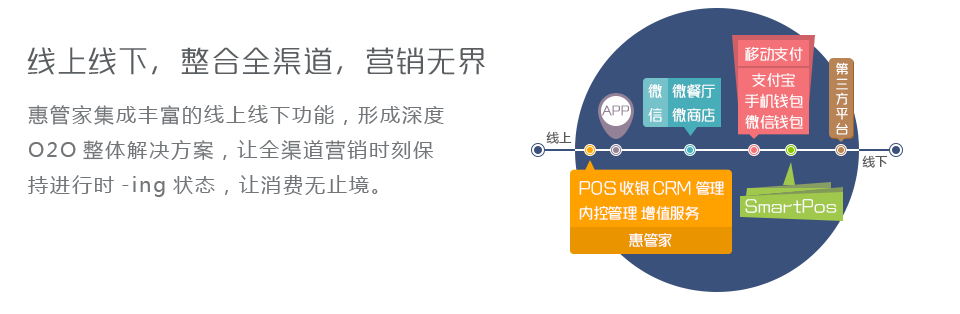 线上线下，整合全渠道，营销无界
惠管家集成丰富的线上线下功能，形成深度
O2O 整体解决方案，让全渠道营销时刻保
持进行时 -ing 状态，让消费无止境。
线上
APP
微信
微餐厅
微商店
移动支付
支付宝
手机钱包
微信钱包
第三方平台
线下
POS 收银 CRM 管理
内控管理 增值服务
惠管家
SmartPos